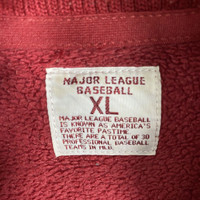 MAJOR LEAGUE
BASEBALL
XL
MAJOR LEAGUE BASEBALL
IS KNOWN AS AMERICA'S
FAVORITE PASTIME
THERE ARE A TOTAL OF 30
PROFESSIONAL BASEBALL
TEAMS IN MLB.